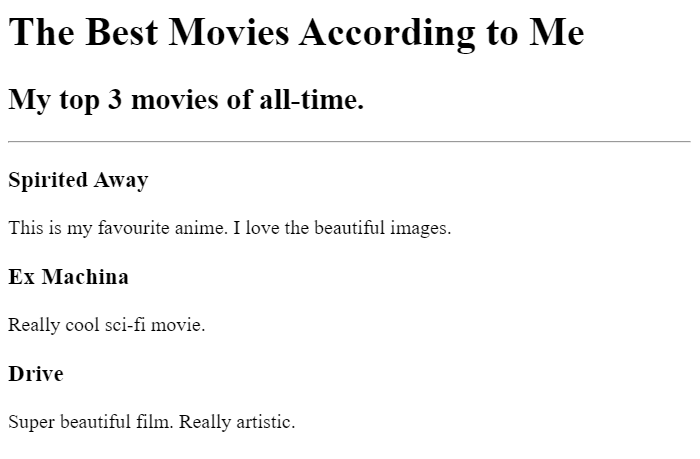 The Best Movies According to Me
My top 3 movies of all-time.
Spirited Away
This is my favourite anime. I love the beautiful images.
Ex Machina
Really cool sci-fi movie.
Drive
Super beautiful film. Really artistic.